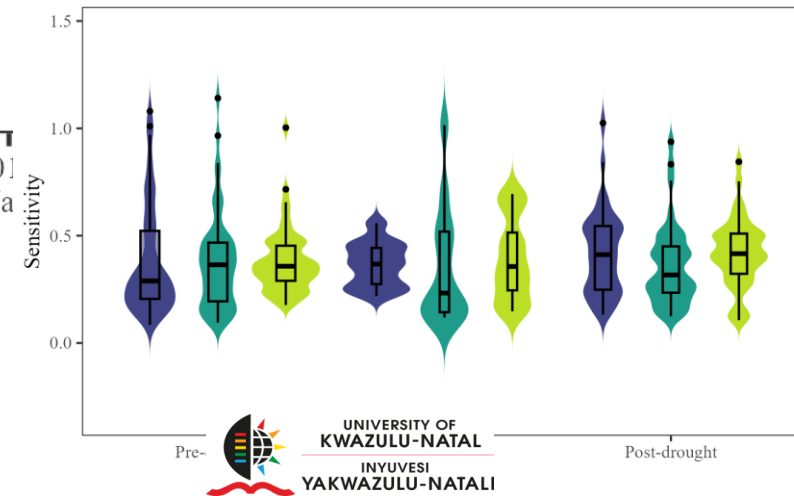 1.5
1.0
0.5
0.0
Sensitivity
Pre-
Post-drought
UNIVERSITY OF
KWAZULU-NATAL
INYUVESI
YAKWAZULU-NATALI